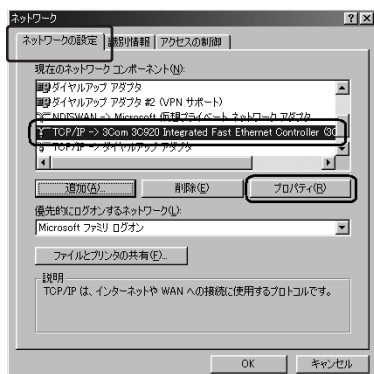 ネットワーク
ネットワークの設定 識別情報 アクセスの制御
現在のネットワーク コンポーネント(N):
ダイヤルアップ アダプタ
ダイヤルアップ アダプタ #2 (VPN サポート)
NDISWAN -> Microsoft 仮想プライベート ネットワーク アダプタ
TCP/IP -> 3Com 3C920 Integrated Fast Ethernet Controller (3C
TCP/IP -> ダイヤルアップ アダプタ
追加(A)... 削除(E) プロパティ(R)
優先的にログオンするネットワーク(L):
Microsoft ファミリ ログオン
ファイルとプリンタの共有(F)...
説明
TCP/IP は、インターネットや WAN への接続に使用するプロトコルです。
OK キャンセル